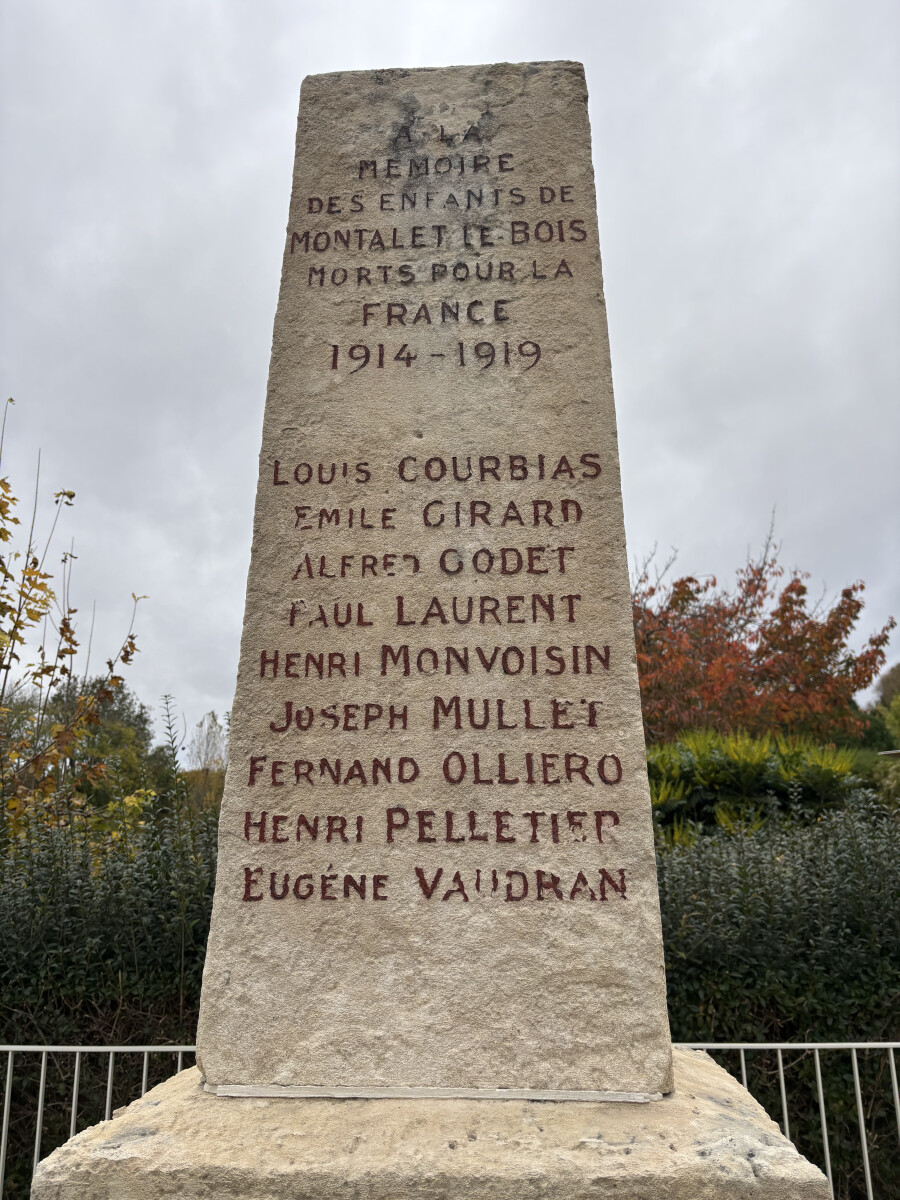 A LA
MEMOIRE
DES ENFANTS DE
MONTALET LE-BOIS
MORTS POUR LA
FRANCE
1914-1919
LOUIS COURBIAS
EMILE GIRARD
ALFRED GODET
PAUL LAURENT
HENRI MONVOISIN
JOSEPH MULLET
FERNAND OLLIERO
HENRI PELLETIER
EUGÉNE VAUDRAN